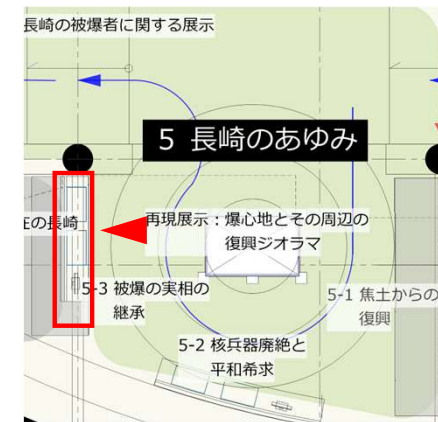 長崎の被爆者に関する展示
5 長崎のあゆみ
在の長崎
再現展示：爆心地とその周辺の
復興ジオラマ
5-3 被爆の実相の
継承
5-1 焦土からの
復興
5-2 核兵器廃絶と
平和希求